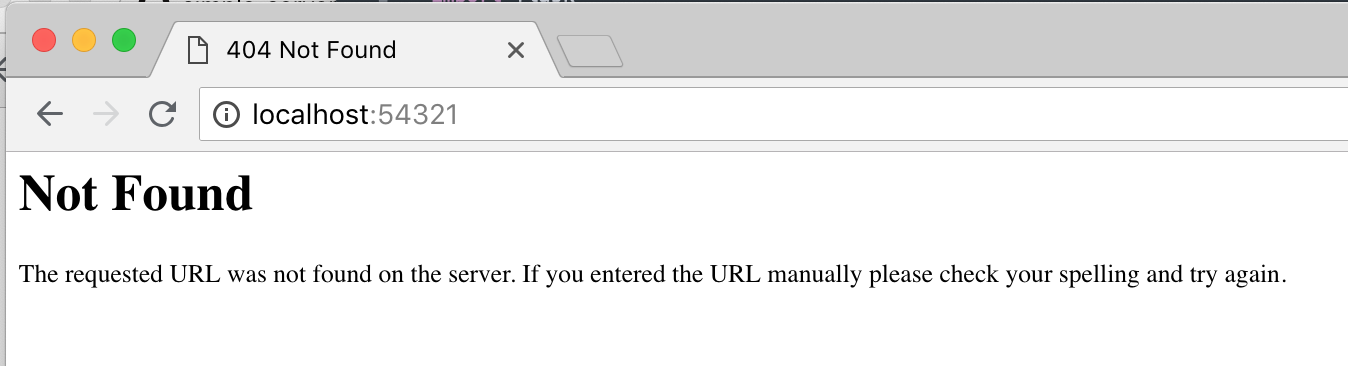 404 Not Found
localhost:54321
Not Found
The requested URL was not found on the server. If you entered the URL manually please check your spelling and try again.